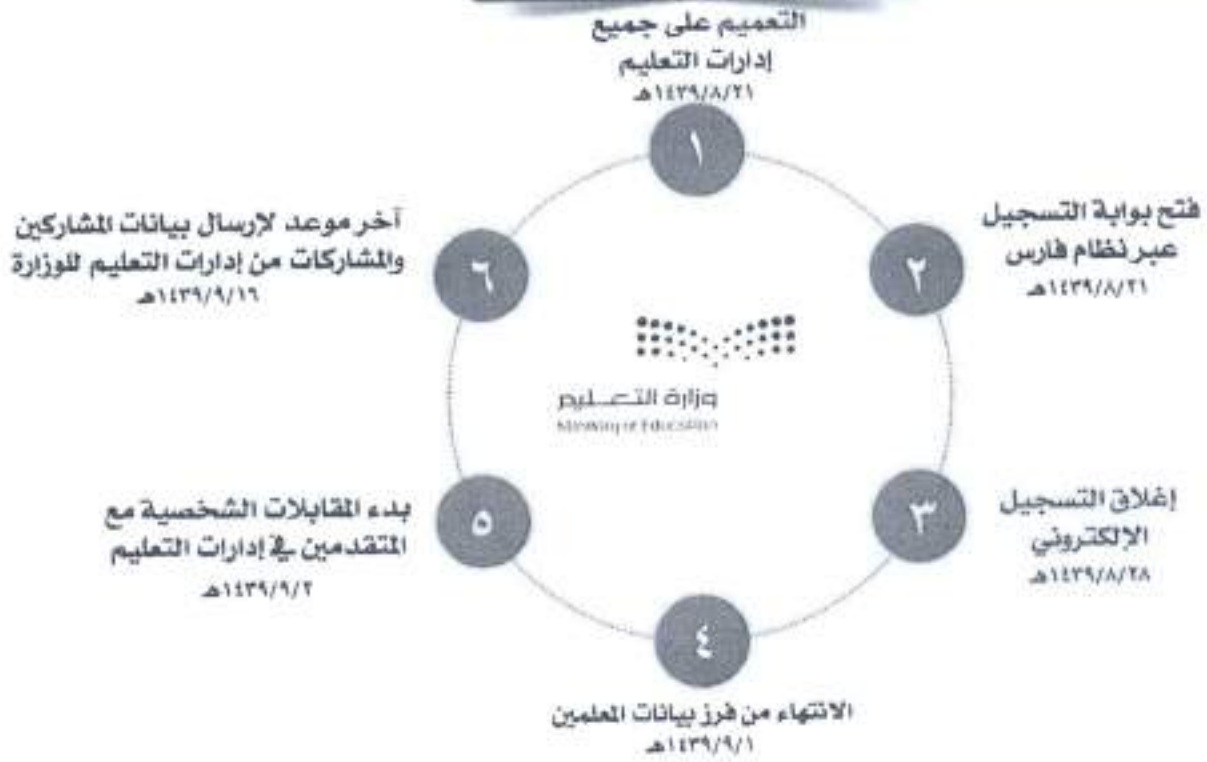 التعميم على جميع
إدارات التعليم
١٤٣٩/٨/٢١هـ
١
فتح بوابة التسجيل
عبر نظام فارس
١٤٣٩/٨/٢١هـ
٢
إغلاق التسجيل
الإلكتروني
١٤٣٩/٨/٢٨هـ
٣
٤
الانتهاء من فرز بيانات المعلمين
١٤٣٩/٩/١هـ
بدء المقابلات الشخصية مع
المتقدمين في إدارات التعليم
١٤٣٩/٩/٢هـ
٥
آخر موعد لإرسال بيانات المشاركين
والمشاركات من إدارات التعليم للوزارة
١٤٣٩/٩/١٦هـ
٦
وزارة التعليم
Ministry of Education